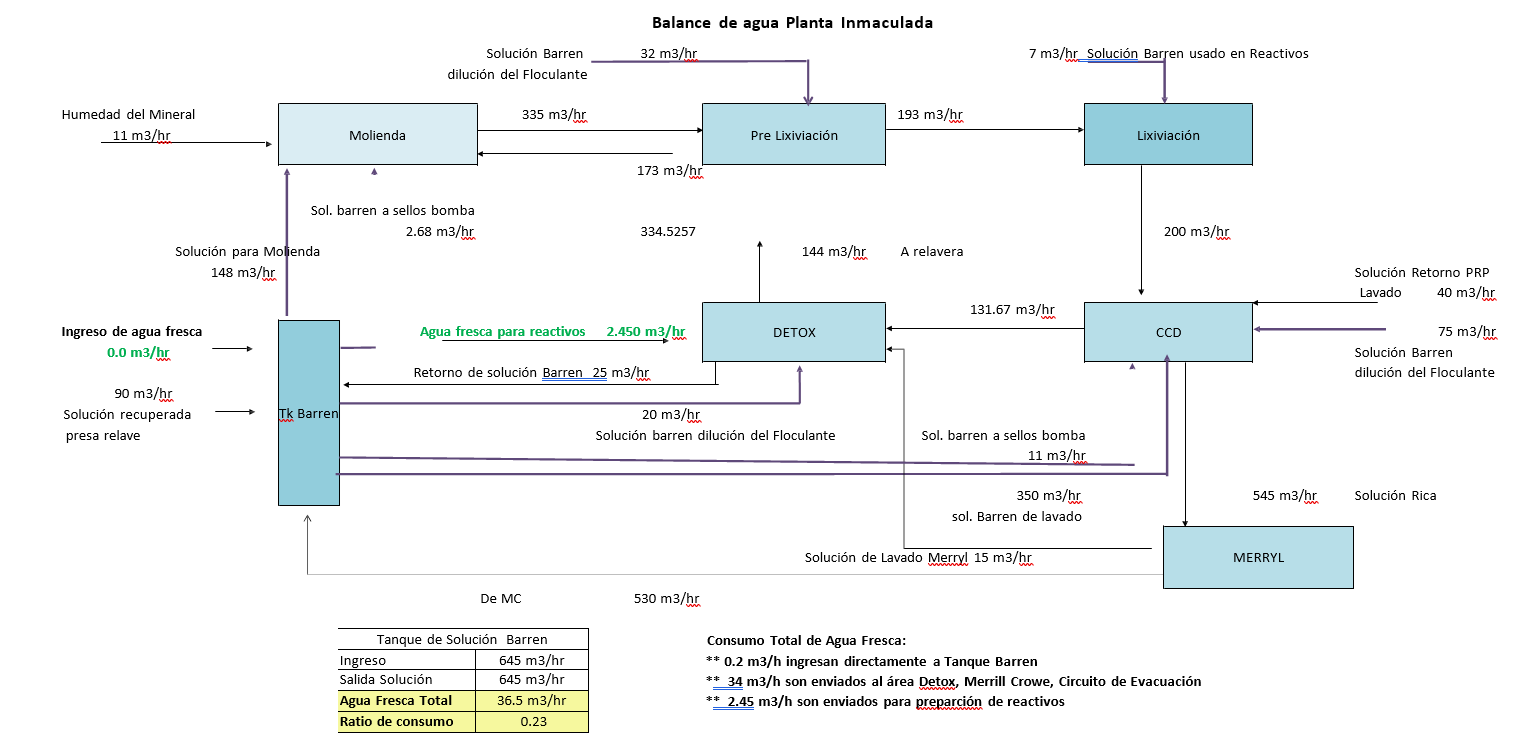 Balance de agua Planta Inmaculada
Solución Barren 32 m3/hr
dilución del Floculante
7 m3/hr Solución Barren usado en Reactivos
Humedad del Mineral
11 m3/hr
Molienda
335 m3/hr
Pre Lixiviación
193 m3/hr
Lixiviación
173 m3/hr
Sol. barren a sellos bomba
2.68 m3/hr
334.5257
200 m3/hr
Solución para Molienda
148 m3/hr
144 m3/hr A relavera
Solución Retorno PRP
Lavado 40 m3/hr
131.67 m3/hr
Ingreso de agua fresca
0.0 m3/hr
Agua fresca para reactivos 2.450 m3/hr
DETOX
CCD
75 m3/hr
Solución Barren
dilución del Floculante
Retorno de solución Barren 25 m3/hr
90 m3/hr
Solución recuperada
presa relave
Tk Barren
20 m3/hr
Solución barren dilución del Floculante
Sol. barren a sellos bomba
11 m3/hr
350 m3/hr
sol. Barren de lavado
545 m3/hr Solución Rica
Solución de Lavado Merryl 15 m3/hr
MERRYL
De MC 530 m3/hr
Tanque de Solución Barren
Ingreso 645 m3/hr
Salida Solución 645 m3/hr
Agua Fresca Total 36.5 m3/hr
Ratio de consumo 0.23
Consumo Total de Agua Fresca:
** 0.2 m3/h ingresan directamente a Tanque Barren
** 34 m3/h son enviados al área Detox, Merrill Crowe, Circuito de Evacuación
** 2.45 m3/h son enviados para preparción de reactivos